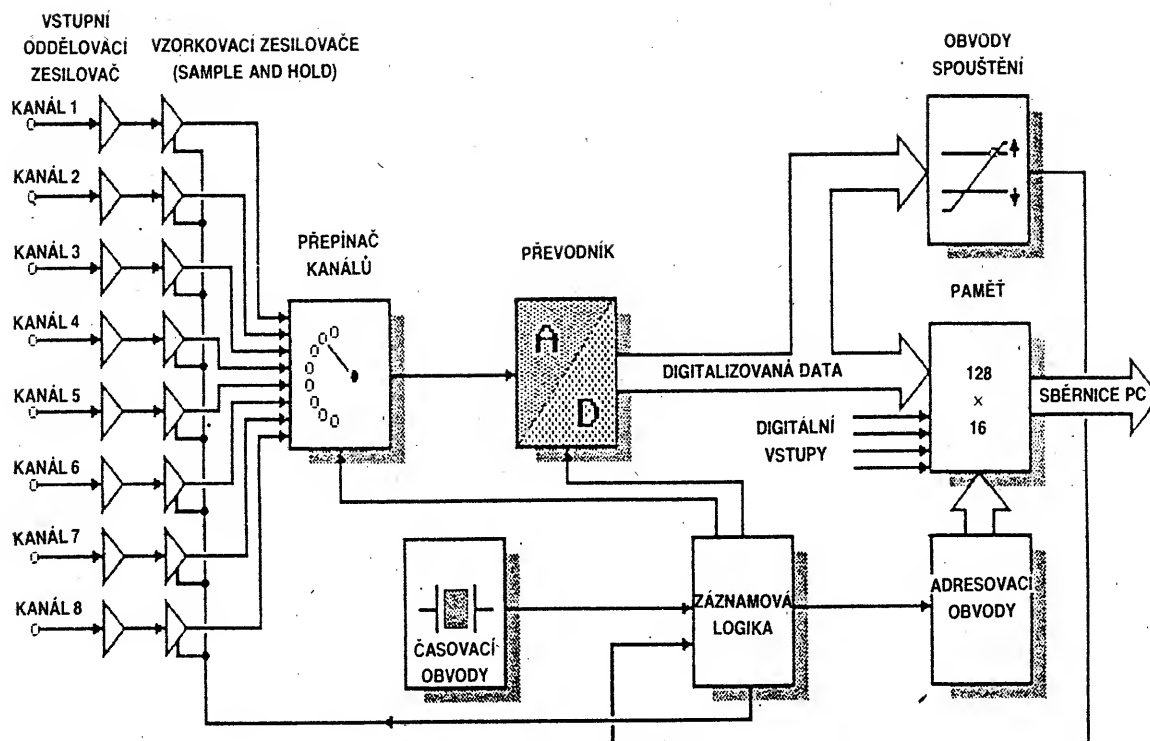 VSTUPNÍ
ODDĚLOVACÍ
ZESILOVAČ
VZORKOVACÍ ZESILOVAČE
(SAMPLE AND HOLD)
OBVODY
SPOUŠTĚNÍ
KANÁL 1
KANÁL 2
KANÁL 3
KANÁL 4
KANÁL 5
KANÁL 6
KANÁL 7
KANÁL 8
PŘEPÍNAČ
KANÁLŮ
PŘEVODNÍK
A
D
DIGITALIZOVANÁ DATA
PAMĚŤ
128
x
16
SBĚRNICE PC
DIGITÁLNÍ
VSTUPY
ČASOVACÍ
OBVODY
ZÁZNAMOVÁ
LOGIKA
ADRESOVACI
OBVODY